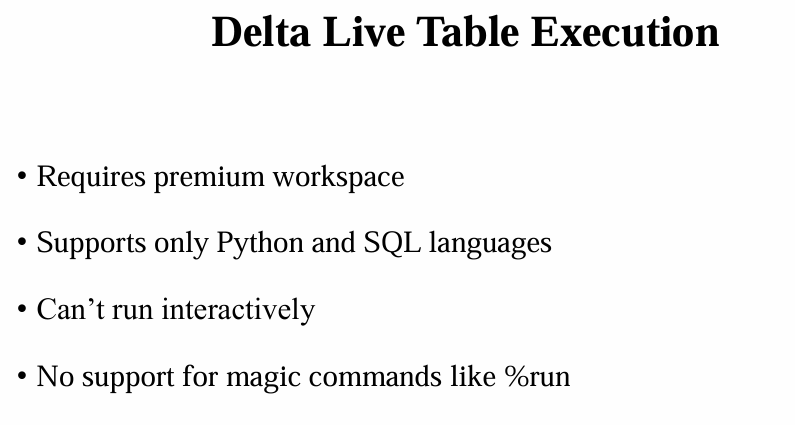 Delta Live Table Execution
• Requires premium workspace
• Supports only Python and SQL languages
• Can’t run interactively
• No support for magic commands like %run